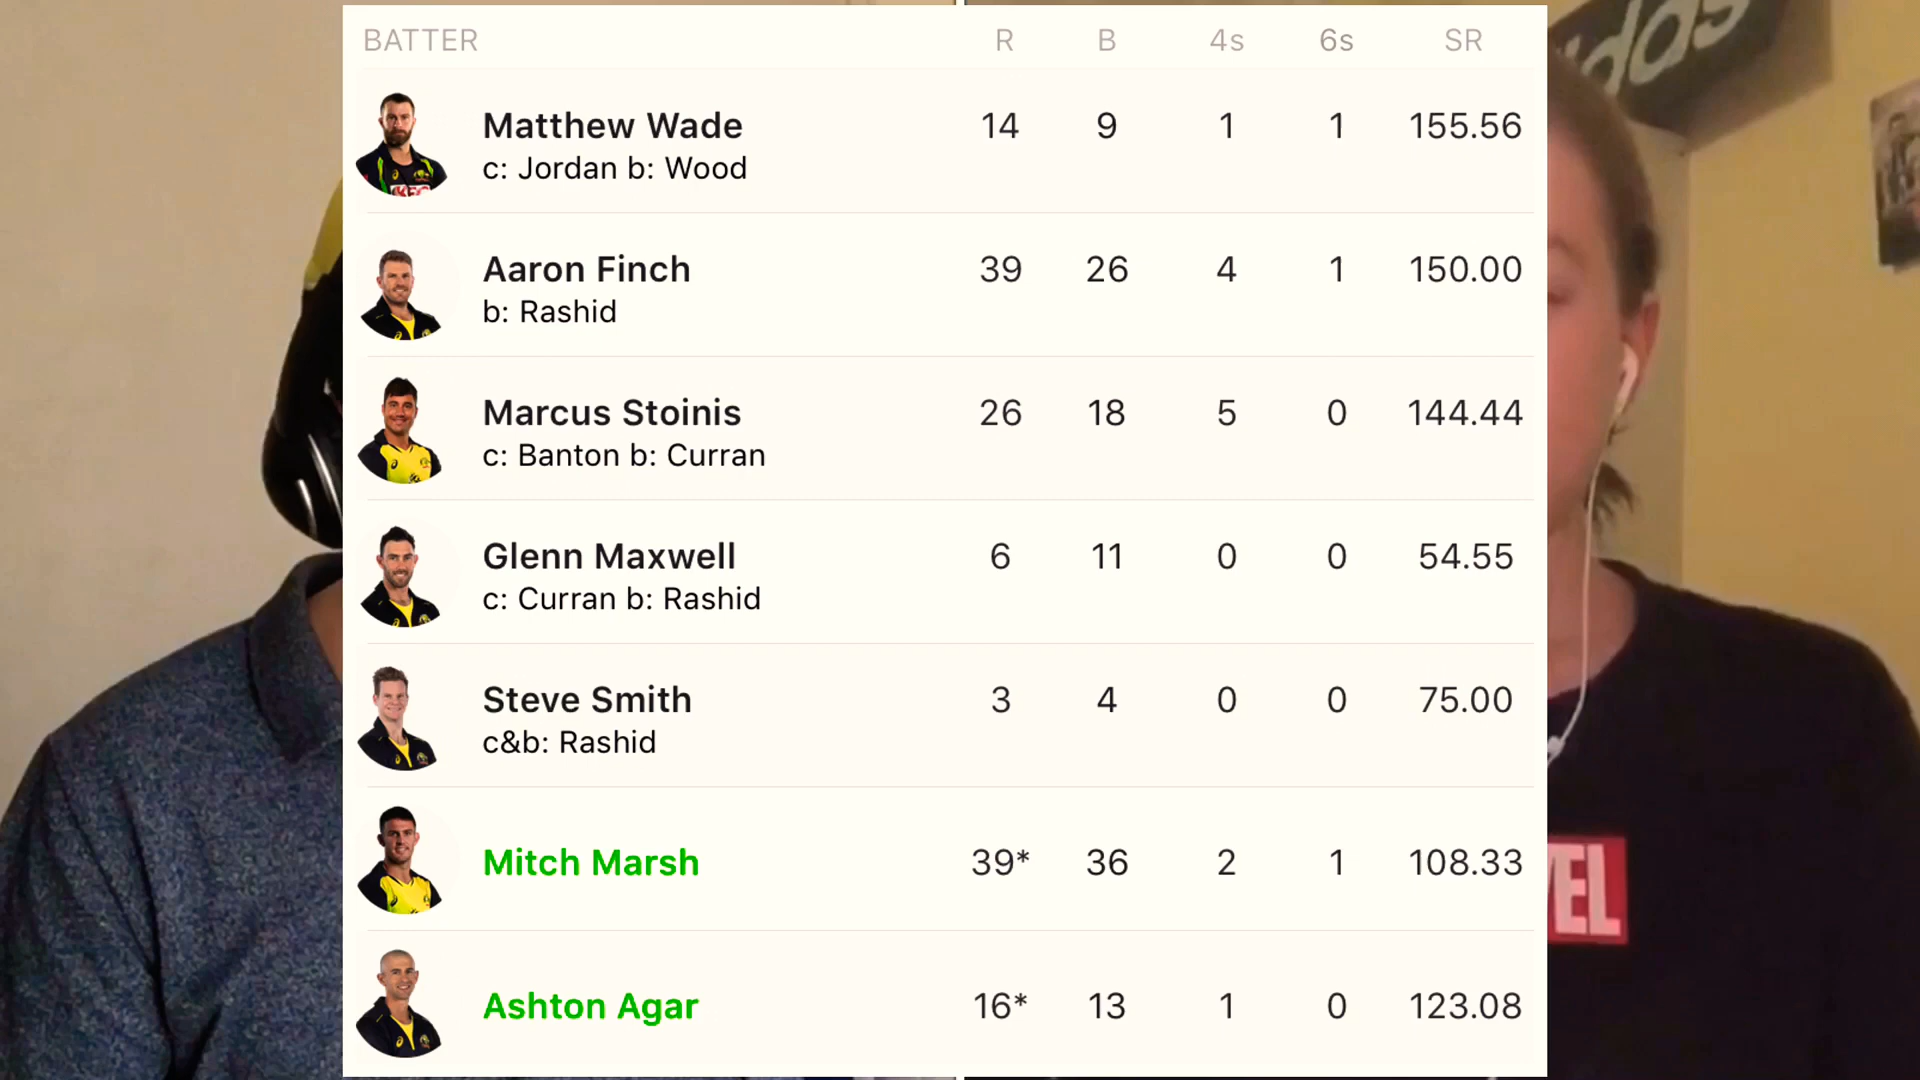 BATTER R B 4s 6s SR
Matthew Wade 14 9 1 1 155.56
c: Jordan b: Wood
Aaron Finch 39 26 4 1 150.00
b: Rashid
Marcus Stoinis 26 18 5 0 144.44
c: Banton b: Curran
Glenn Maxwell 6 11 0 0 54.55
c: Curran b: Rashid
Steve Smith 3 4 0 0 75.00
c&b: Rashid
Mitch Marsh 39* 36 2 1 108.33
Ashton Agar 16* 13 1 0 123.08